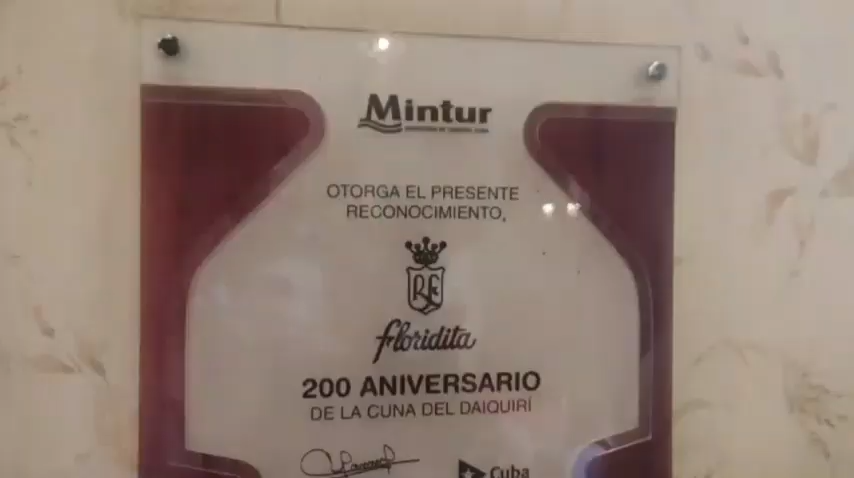 Mintur
OTORGA EL PRESENTE
RECONOCIMIENTO,
Floridita
200 ANIVERSARIO
DE LA CUNA DEL DAIQUIRÍ
Cuba